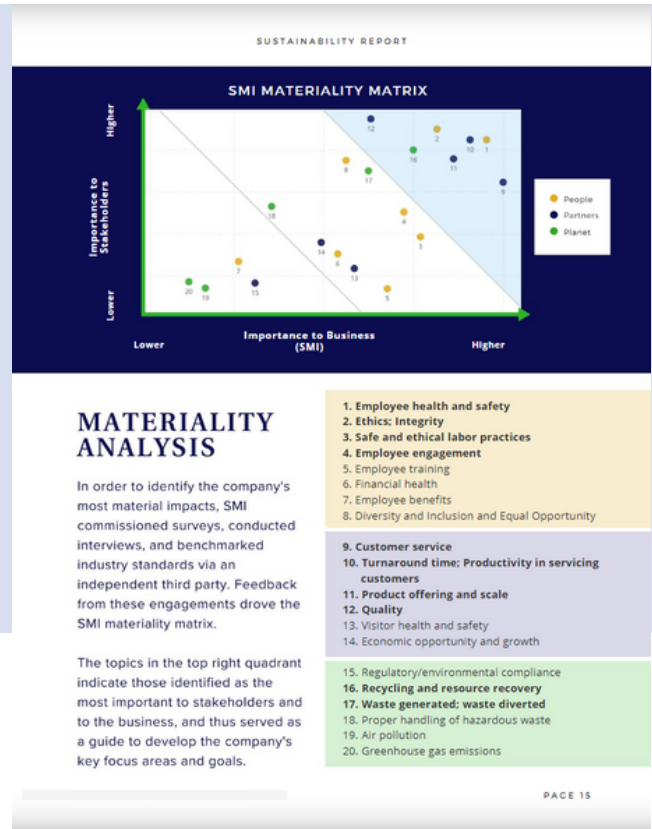 SUSTAINABILITY REPORT
SMI MATERIALITY MATRIX
Higher
Importance to
Stakeholders
Lower
12
2
10
1
16
11
8
17
9
18
4
3
14
6
13
7
20
19
15
5
People
Partners
Planet
Lower
Importance to Business
(SMI)
Higher
MATERIALITY
ANALYSIS
In order to identify the company's
most material impacts, SMI
commissioned surveys, conducted
interviews, and benchmarked
industry standards via an
independent third party. Feedback
from these engagements drove the
SMI materiality matrix.
The topics in the top right quadrant
indicate those identified as the
most important to stakeholders and
to the business, and thus served as
a guide to develop the company's
key focus areas and goals.
1. Employee health and safety
2. Ethics; Integrity
3. Safe and ethical labor practices
4. Employee engagement
5. Employee training
6. Financial health
7. Employee benefits
8. Diversity and Inclusion and Equal Opportunity
9. Customer service
10. Turnaround time; Productivity in servicing
customers
11. Product offering and scale
12. Quality
13. Visitor health and safety
14. Economic opportunity and growth
15. Regulatory/environmental compliance
16. Recycling and resource recovery
17. Waste generated; waste diverted
18. Proper handling of hazardous waste
19. Air pollution
20. Greenhouse gas emissions
PAGE 15